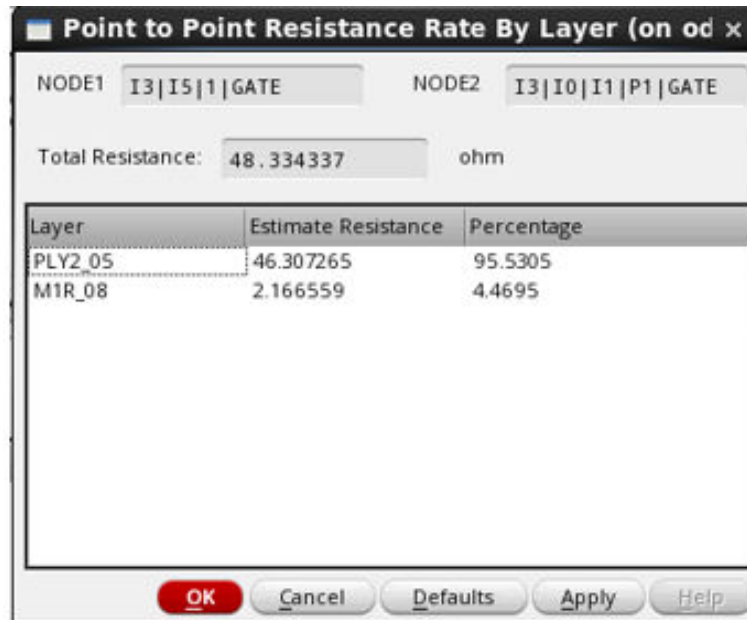 Point to Point Resistance Rate By Layer (on od ×
NODE1 I3|I5|1|GATE NODE2 I3|I0|I1|P1|GATE
Total Resistance: 48.334337 ohm
Layer Estimate Resistance Percentage
PLY2_05 46.307265 95.5305
M1R_08 2.166559 4.4695
OK Cancel Defaults Apply Help